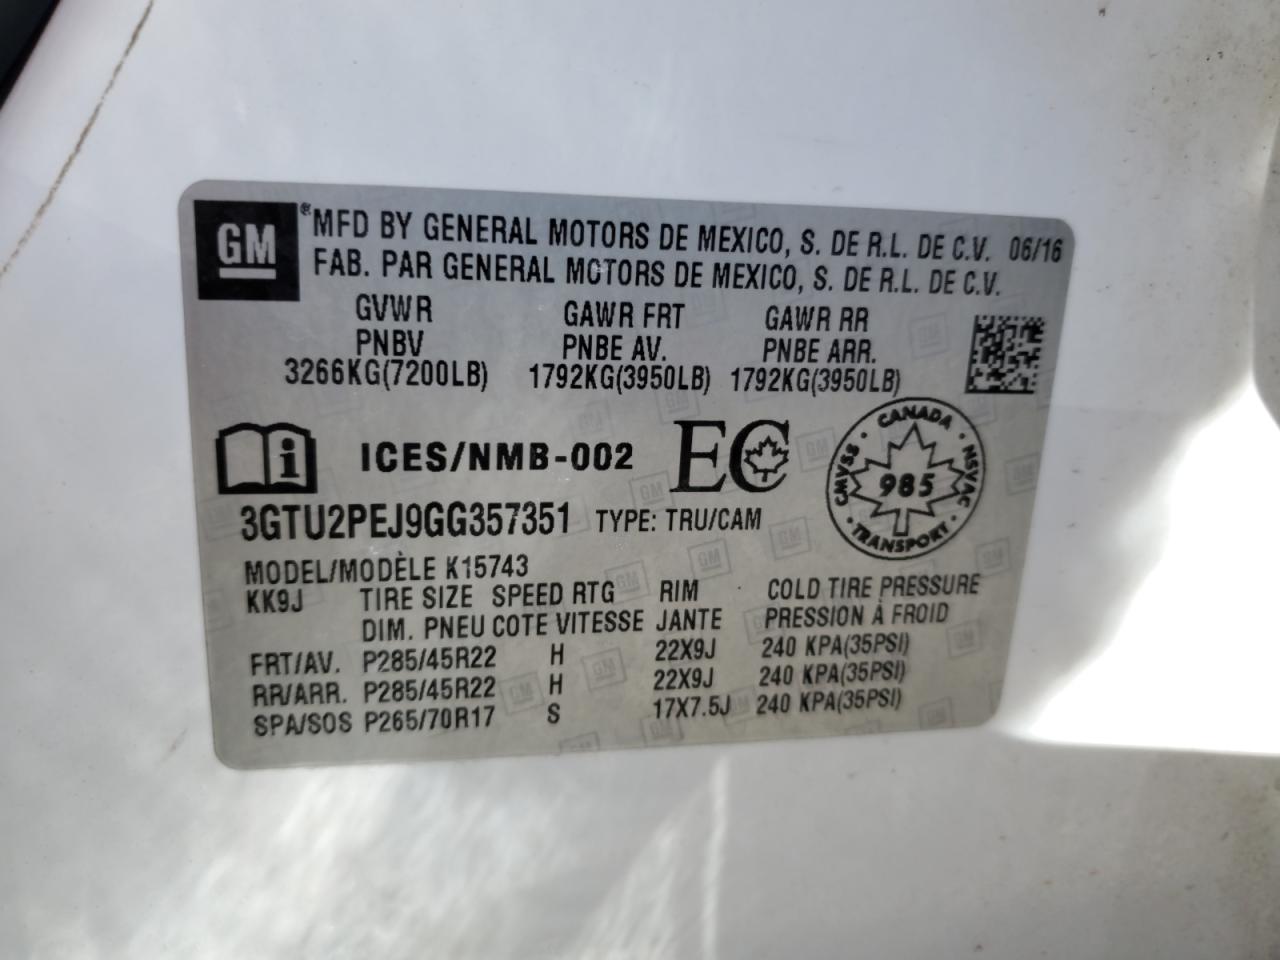 GM ® MFD BY GENERAL MOTORS DE MEXICO, S. DE R.L. DE C.V. 06/16
FAB. PAR GENERAL MOTORS DE MEXICO, S. DE R.L. DE C.V.
GVWR GAWR FRT GAWR RR
PNBV PNBE AV. PNBE ARR.
3266KG(7200LB) 1792KG(3950LB) 1792KG(3950LB)
i ICES/NMB-002 EC
CANADA
CMVSS 985 NSVAC
TRANSPORT
3GTU2PEJ9GG357351 TYPE: TRU/CAM
MODEL/MODÈLE K15743
KK9J TIRE SIZE SPEED RTG RIM COLD TIRE PRESSURE
DIM. PNEU COTE VITESSE JANTE PRESSION À FROID
FRT/AV. P285/45R22 H 22X9J 240 KPA(35PSI)
RR/ARR. P285/45R22 H 22X9J 240 KPA(35PSI)
SPA/SOS P265/70R17 S 17X7.5J 240 KPA(35PSI)